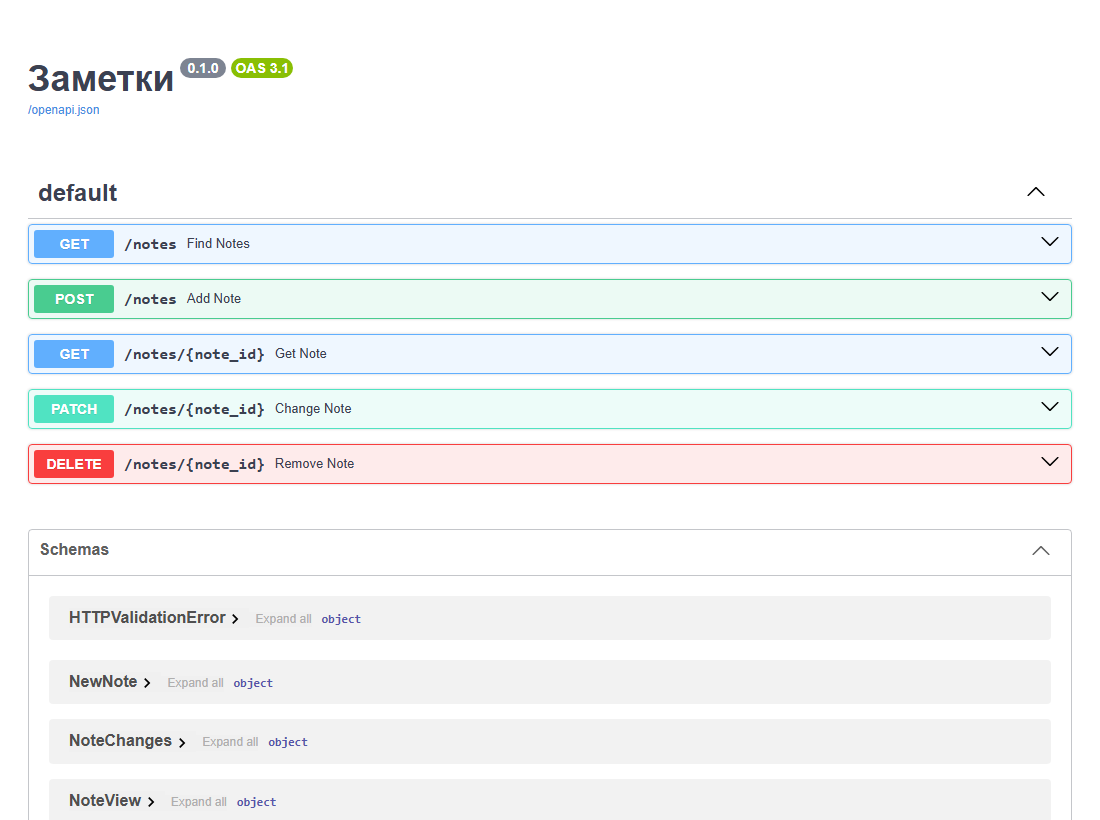 Заметки 0.1.0 OAS 3.1
/openapi.json
default
GET /notes Find Notes
POST /notes Add Note
GET /notes/{note_id} Get Note
PATCH /notes/{note_id} Change Note
DELETE /notes/{note_id} Remove Note
Schemas
HTTPValidationError Expand all object
NewNote Expand all object
NoteChanges Expand all object
NoteView Expand all object